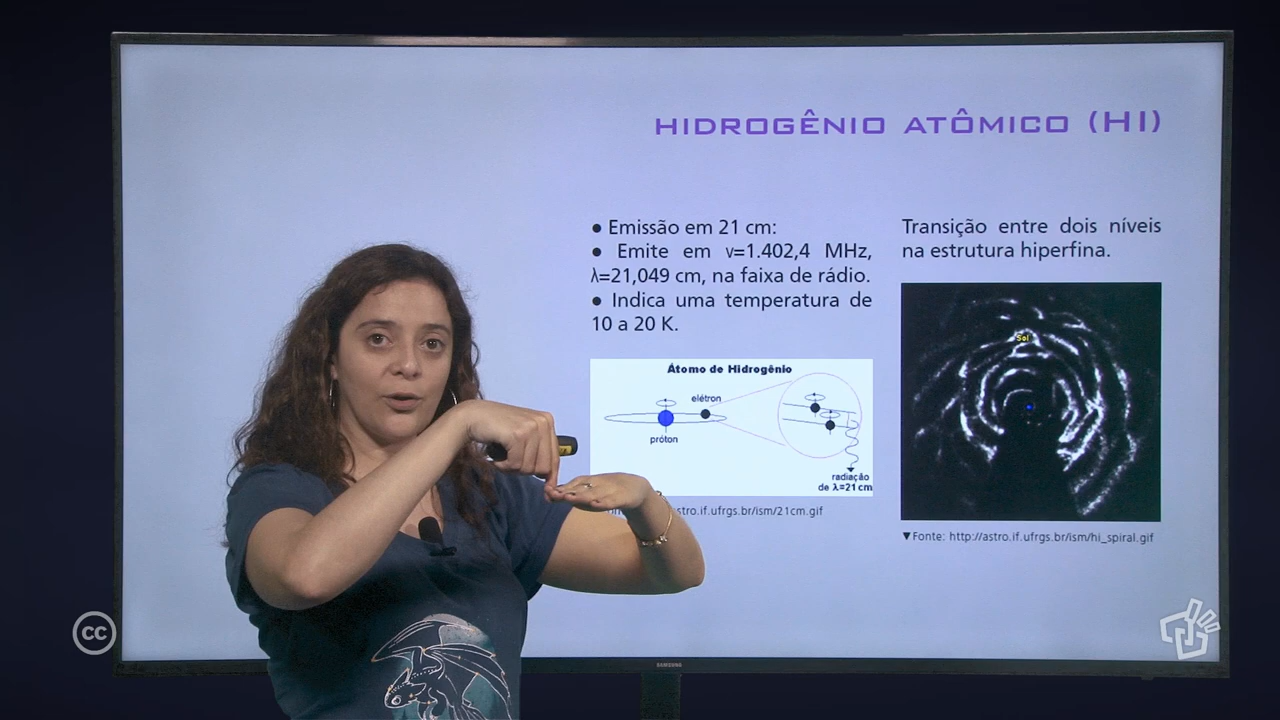 HIDROGÊNIO ATÔMICO (HI)
● Emissão em 21 cm:
● Emite em ν=1.402,4 MHz,
λ=21,049 cm, na faixa de rádio.
● Indica uma temperatura de
10 a 20 K.
Átomo de Hidrogênio
elétron
próton
radiação
de λ=21 cm
stro.if.ufrgs.br/ism/21cm.gif
Transição entre dois níveis
na estrutura hiperfina.
Sol
▼Fonte: http://astro.if.ufrgs.br/ism/hi_spiral.gif
SAMSUNG
cc